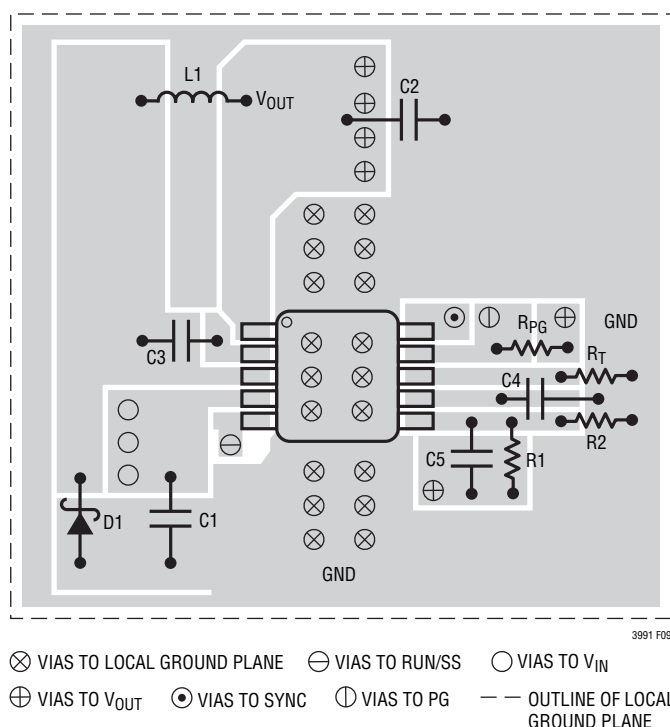 L1
VOUT
C2
C3
RPG
GND
RT
C4
C5
R1
R2
D1
C1
GND
3991 F09
VIAS TO LOCAL GROUND PLANE
VIAS TO RUN/SS
VIAS TO VIN
VIAS TO VOUT
VIAS TO SYNC
VIAS TO PG
OUTLINE OF LOCAL
GROUND PLANE